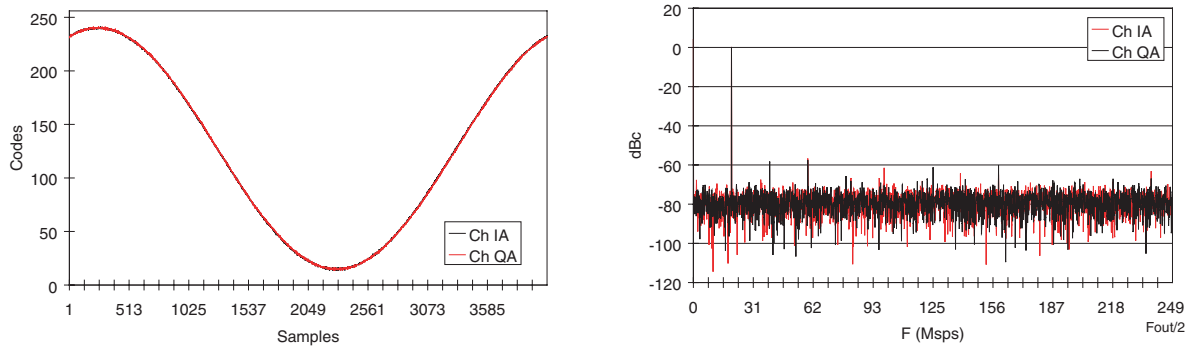 250
200
150
100
50
0
Codes
Ch IA
Ch QA
1 513 1025 1537 2049 2561 3073 3585
Samples
20
0
-20
-40
-60
-80
-100
-120
dBc
Ch IA
Ch QA
0 31 62 93 125 156 187 218 249
F (Msps)
Fout/2